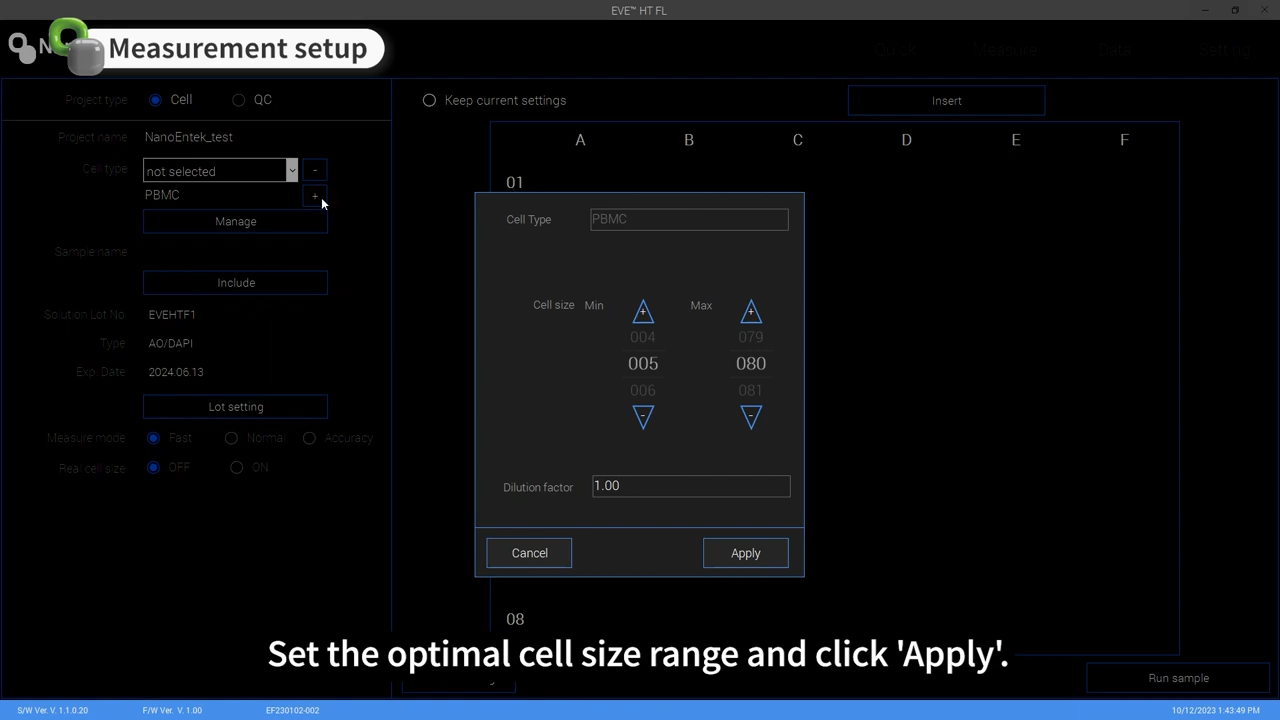 EVE™ HT FL
Measurement setup
Quick Measure Data Setting
Project type Cell QC
Project name NanoEntek_test
Cell type not selected -
PBMC +
Manage
Sample name
Include
Solution Lot No. EVEHTF1
Type AO/DAPI
Exp. Date 2024.06.13
Lot setting
Measure mode Fast Normal Accuracy
Real cell size OFF ON
Keep current settings Insert
A B C D E F
01
Cell Type PBMC
Cell size Min + Max +
004 079
005 080
006 081
- -
Dilution factor 1.00
Cancel Apply
08
Set the optimal cell size range and click 'Apply'.
Run sample
S/W Ver. V. 1.1.0.20 F/W Ver. V. 1.00 EF230102-002 10/12/2023 1:43:49 PM